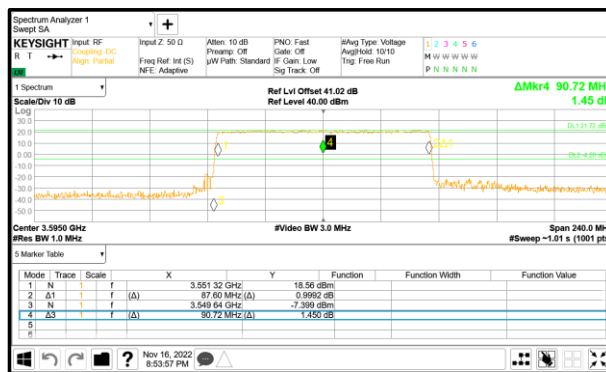 Spectrum Analyzer 1
Swept SA
KEYSIGHT
R T
Input: RF
Coupling: DC
Align: Partial
Input Z: 50 Ω
Freq Ref: Int (S)
NFE: Adaptive
Atten: 10 dB
Preamp: Off
µW Path: Standard
PNO: Fast
Gate: Off
IF Gain: Low
Sig Track: Off
#Avg Type: Voltage
Avg|Hold: 10/10
Trig: Free Run
1 2 3 4 5 6
M W W W W W
P N N N N N
1 Spectrum
Scale/Div 10 dB
Ref Lvl Offset 41.02 dB
Ref Level 40.00 dBm
ΔMkr4 90.72 MH
1.45 dB
Log
30.0
20.0
10.0
0.00
-10.0
-20.0
-30.0
-40.0
-50.0
4
Center 3.5950 GHz
#Res BW 1.0 MHz
#Video BW 3.0 MHz
Span 240.0 MHz
#Sweep ~1.01 s (1001 pts
5 Marker Table
Mode Trace Scale X Y Function Function Width Function Value
1 N 1 f 3.551 32 GHz 18.56 dBm
2 Δ1 1 f (Δ) 87.60 MHz (Δ) 0.9992 dB
3 N 1 f 3.549 64 GHz -7.399 dBm
4 Δ3 1 f (Δ) 90.72 MHz (Δ) 1.450 dB
5
6
?
Nov 16, 2022
8:53:57 PM